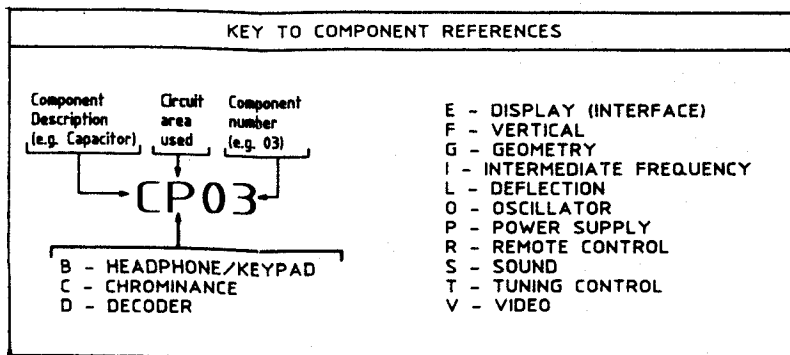 KEY TO COMPONENT REFERENCES
Component Description (e.g. Capacitor)
Circuit area used
Component number (e.g. 03)
CP03
B - HEADPHONE/KEYPAD
C - CHROMINANCE
D - DECODER
E - DISPLAY (INTERFACE)
F - VERTICAL
G - GEOMETRY
I - INTERMEDIATE FREQUENCY
L - DEFLECTION
O - OSCILLATOR
P - POWER SUPPLY
R - REMOTE CONTROL
S - SOUND
T - TUNING CONTROL
V - VIDEO